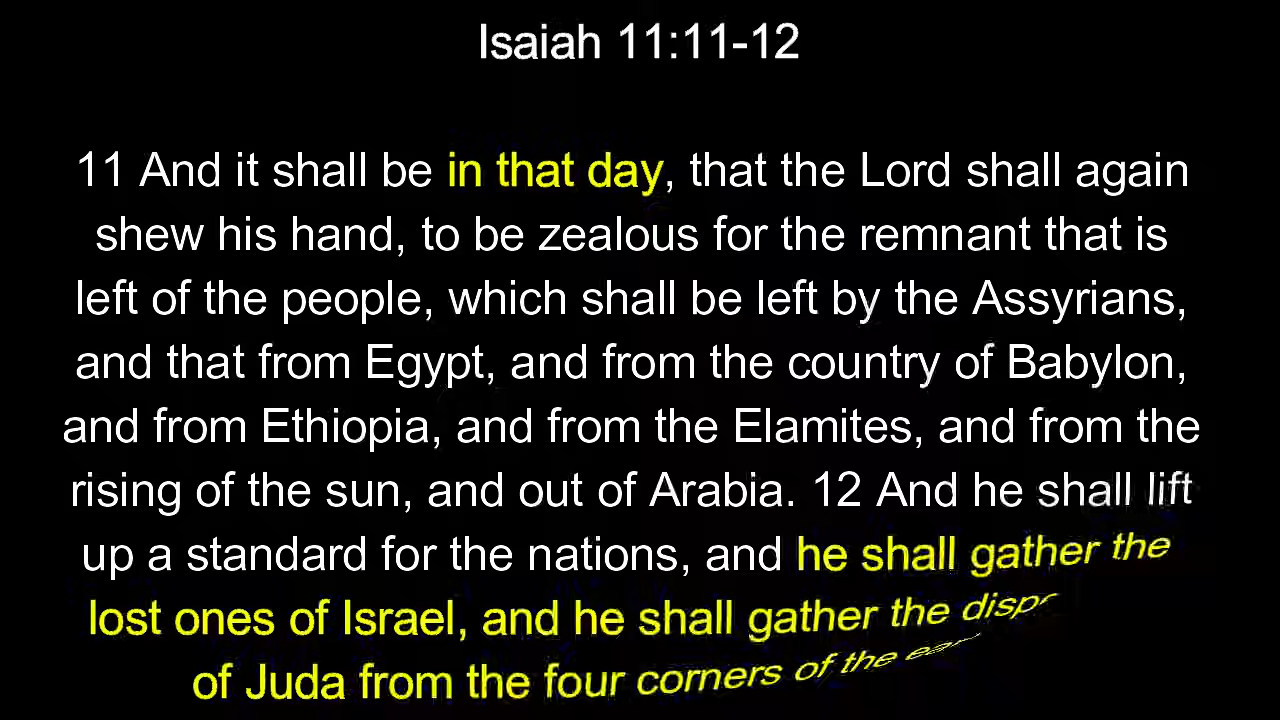 Isaiah 11:11-12
11 And it shall be in that day, that the Lord shall again
shew his hand, to be zealous for the remnant that is
left of the people, which shall be left by the Assyrians,
and that from Egypt, and from the country of Babylon,
and from Ethiopia, and from the Elamites, and from the
rising of the sun, and out of Arabia. 12 And he shall lift
up a standard for the nations, and he shall gather the
lost ones of Israel, and he shall gather the
of Juda from the four corners of the